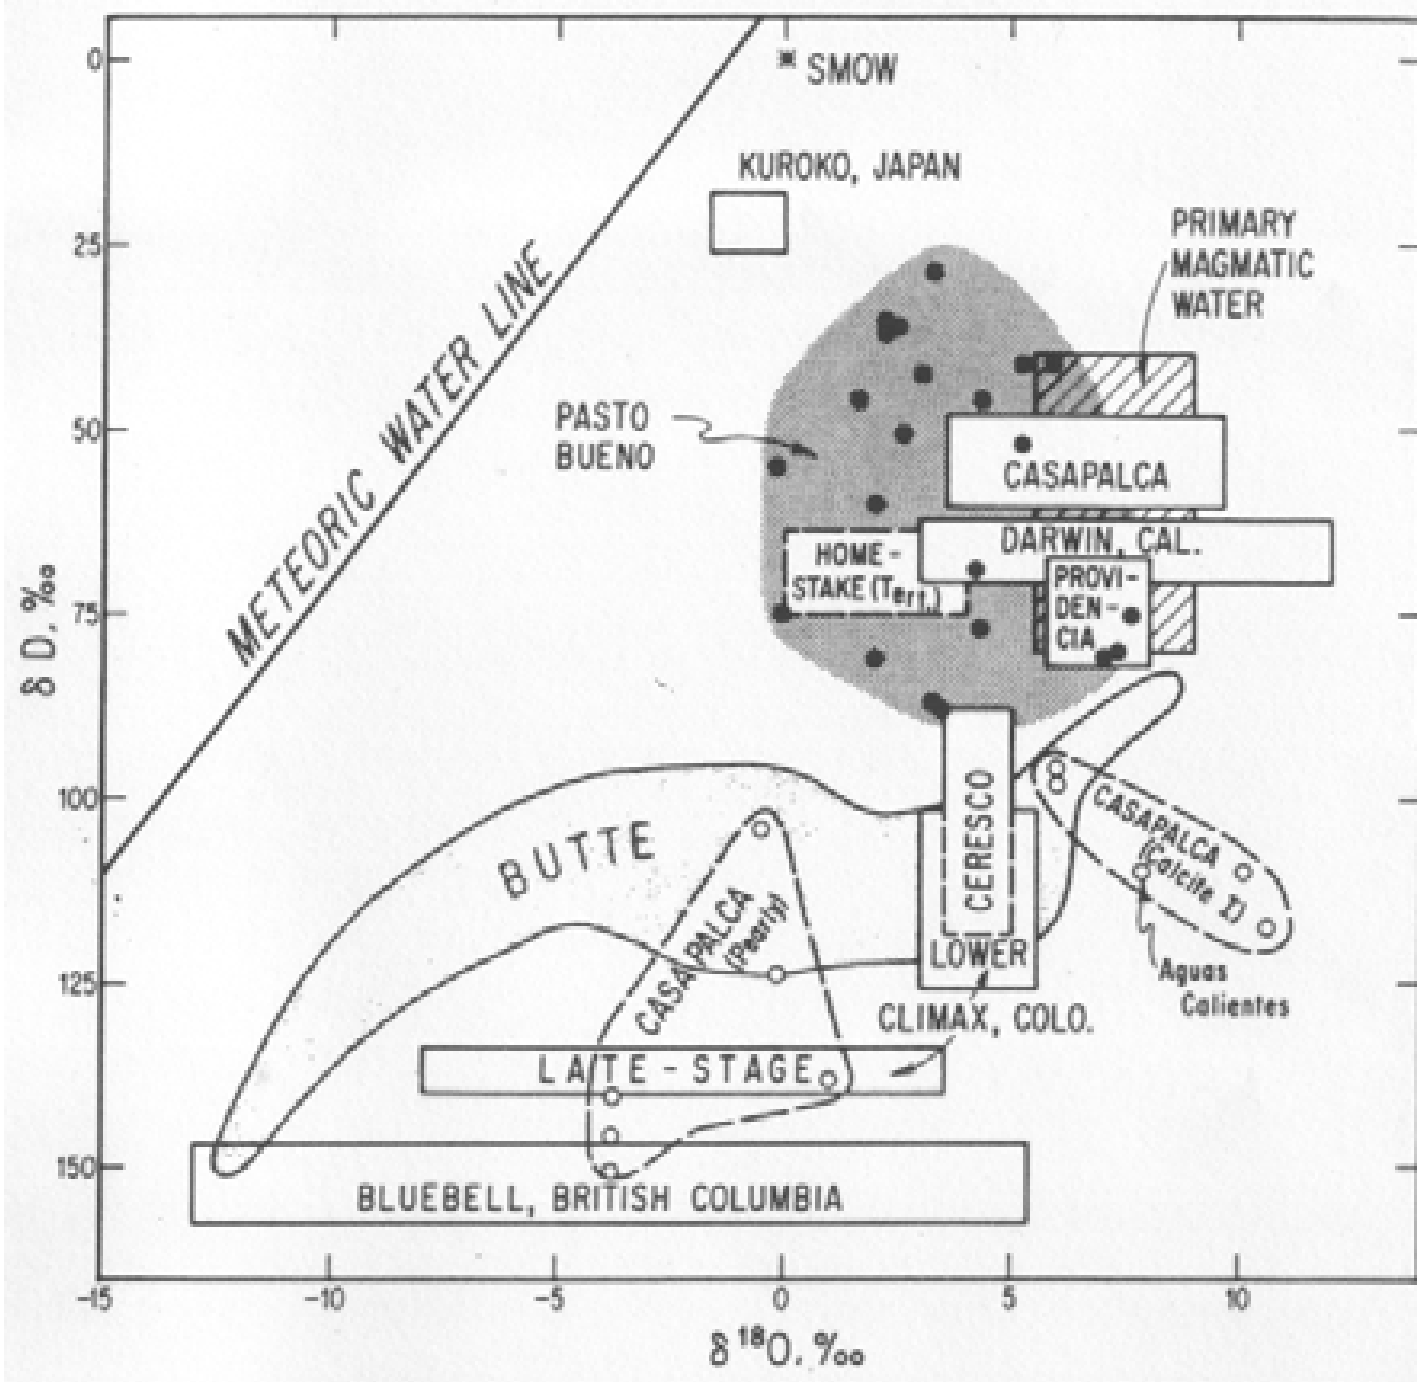 0
SMOW
KUROKO, JAPAN
25
PRIMARY
MAGMATIC
WATER
METEORIC WATER LINE
PASTO
BUENO
50
CASAPALCA
DARWIN, CAL.
HOME-
STAKE (Tert.)
PROVI-
DEN-
CIA
75
δ D. ‰
100
BUTTE
CASAPALCA
(Pearly)
CERESCO
CASAPALCA
(Calcite I)
LOWER
Aguas
Calientes
125
CLIMAX, COLO.
LATE-STAGE
150
BLUEBELL, BRITISH COLUMBIA
-15
-10
-5
0
5
10
δ ¹⁸O. ‰